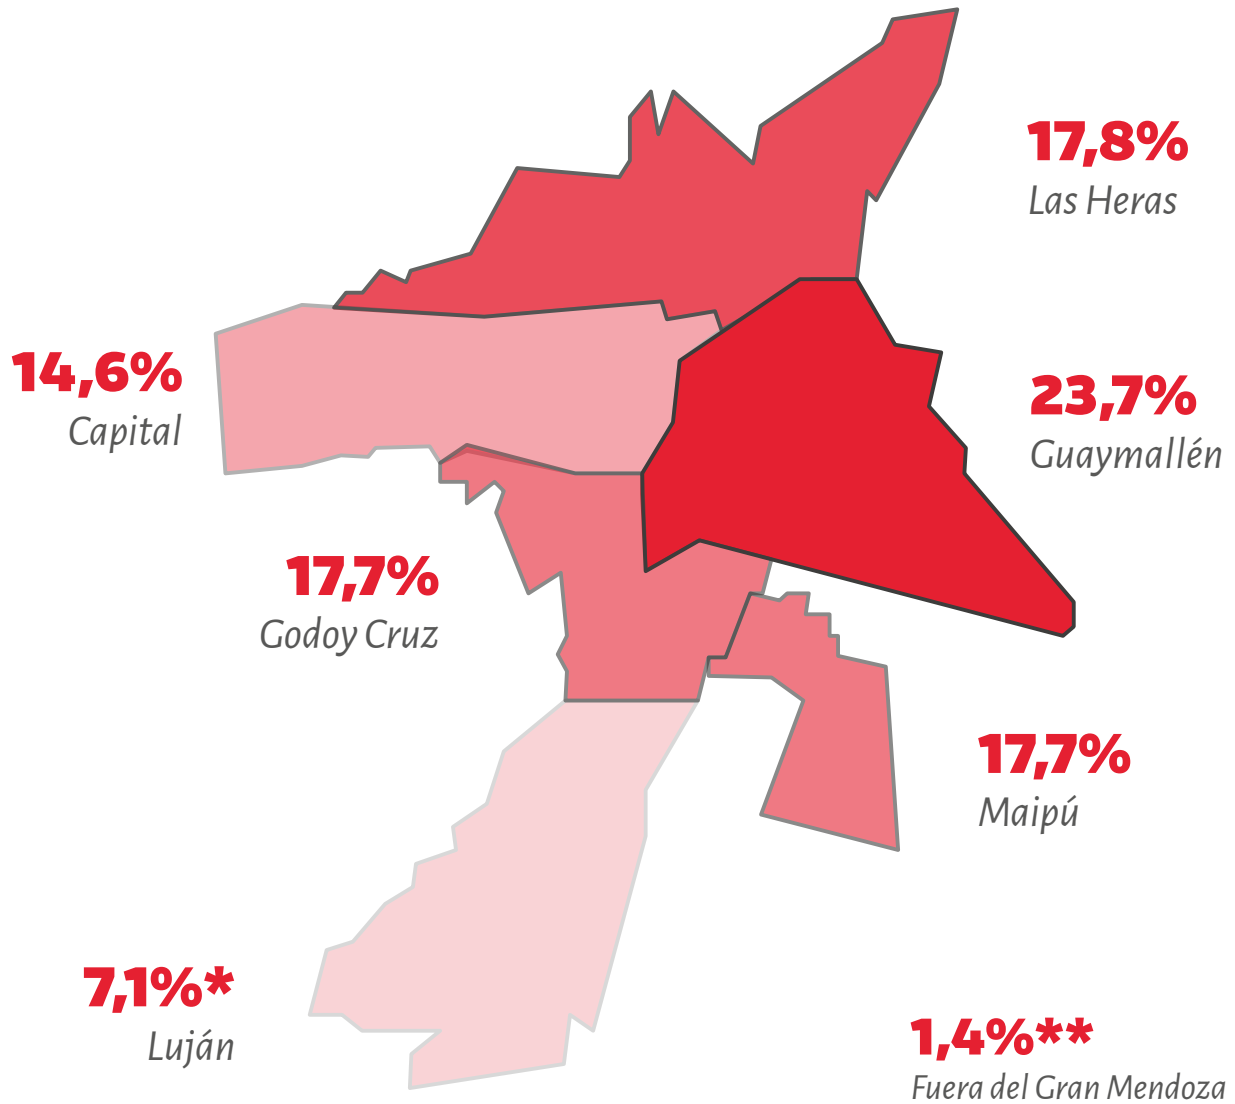 17,8%
Las Heras
14,6%
Capital
23,7%
Guaymallén
17,7%
Godoy Cruz
17,7%
Maipú
7,1%*
Luján
1,4%**
Fuera del Gran Mendoza